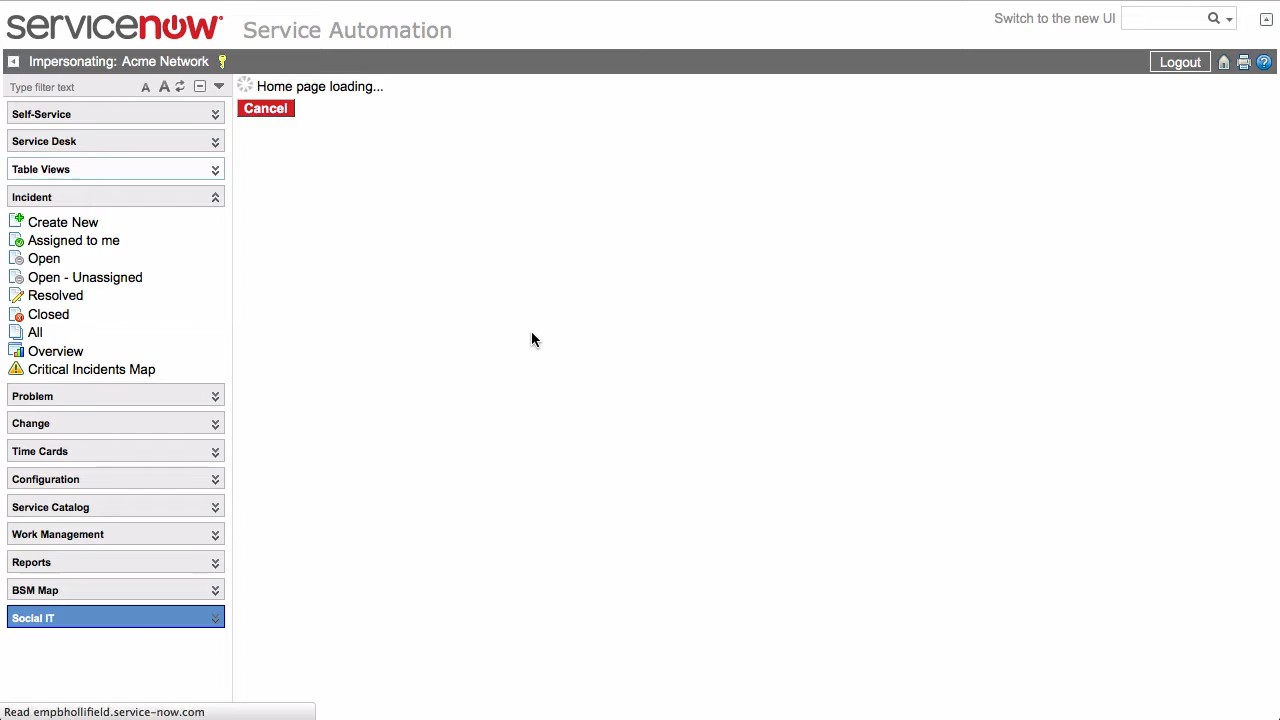 servicenow Service Automation
Switch to the new UI
Impersonating: Acme Network
Logout
Type filter text A A
Home page loading...
Cancel
Self-Service
Service Desk
Table Views
Incident
Create New
Assigned to me
Open
Open - Unassigned
Resolved
Closed
All
Overview
Critical Incidents Map
Problem
Change
Time Cards
Configuration
Service Catalog
Work Management
Reports
BSM Map
Social IT
Read empbhollifield.service-now.com